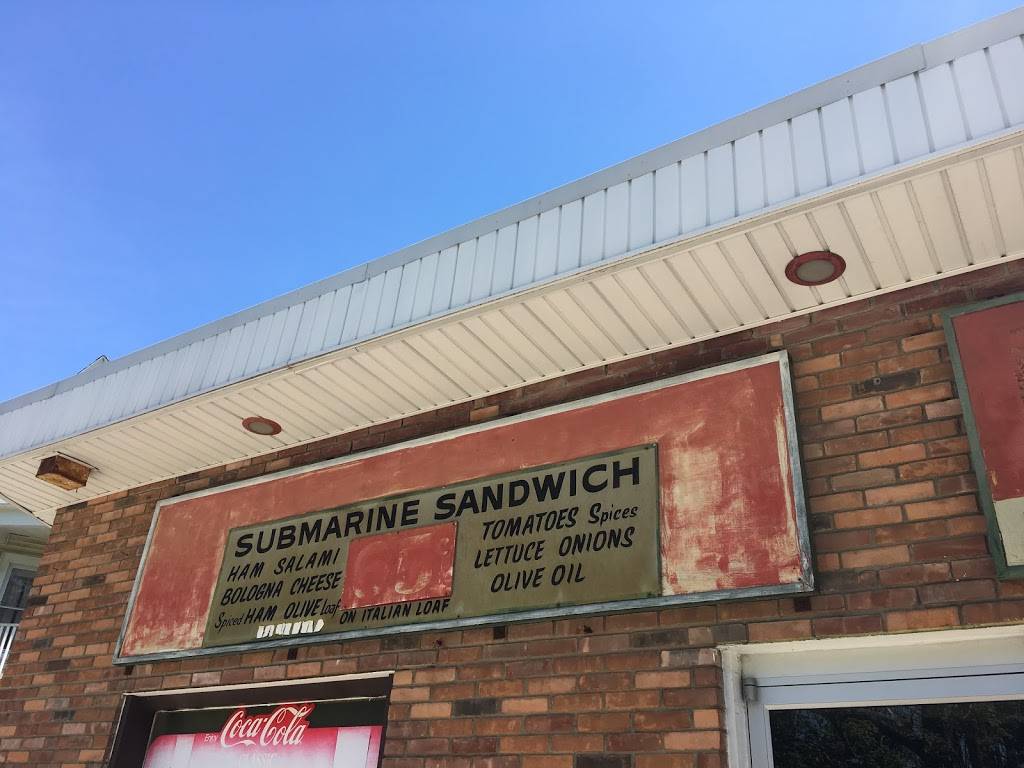 SUBMARINE SANDWICH
HAM SALAMI
BOLOGNA CHEESE
Spiced HAM OLIVE Loaf
ON ITALIAN LOAF
TOMATOES Spices
LETTUCE ONIONS
OLIVE OIL
Enjoy
Coca-Cola